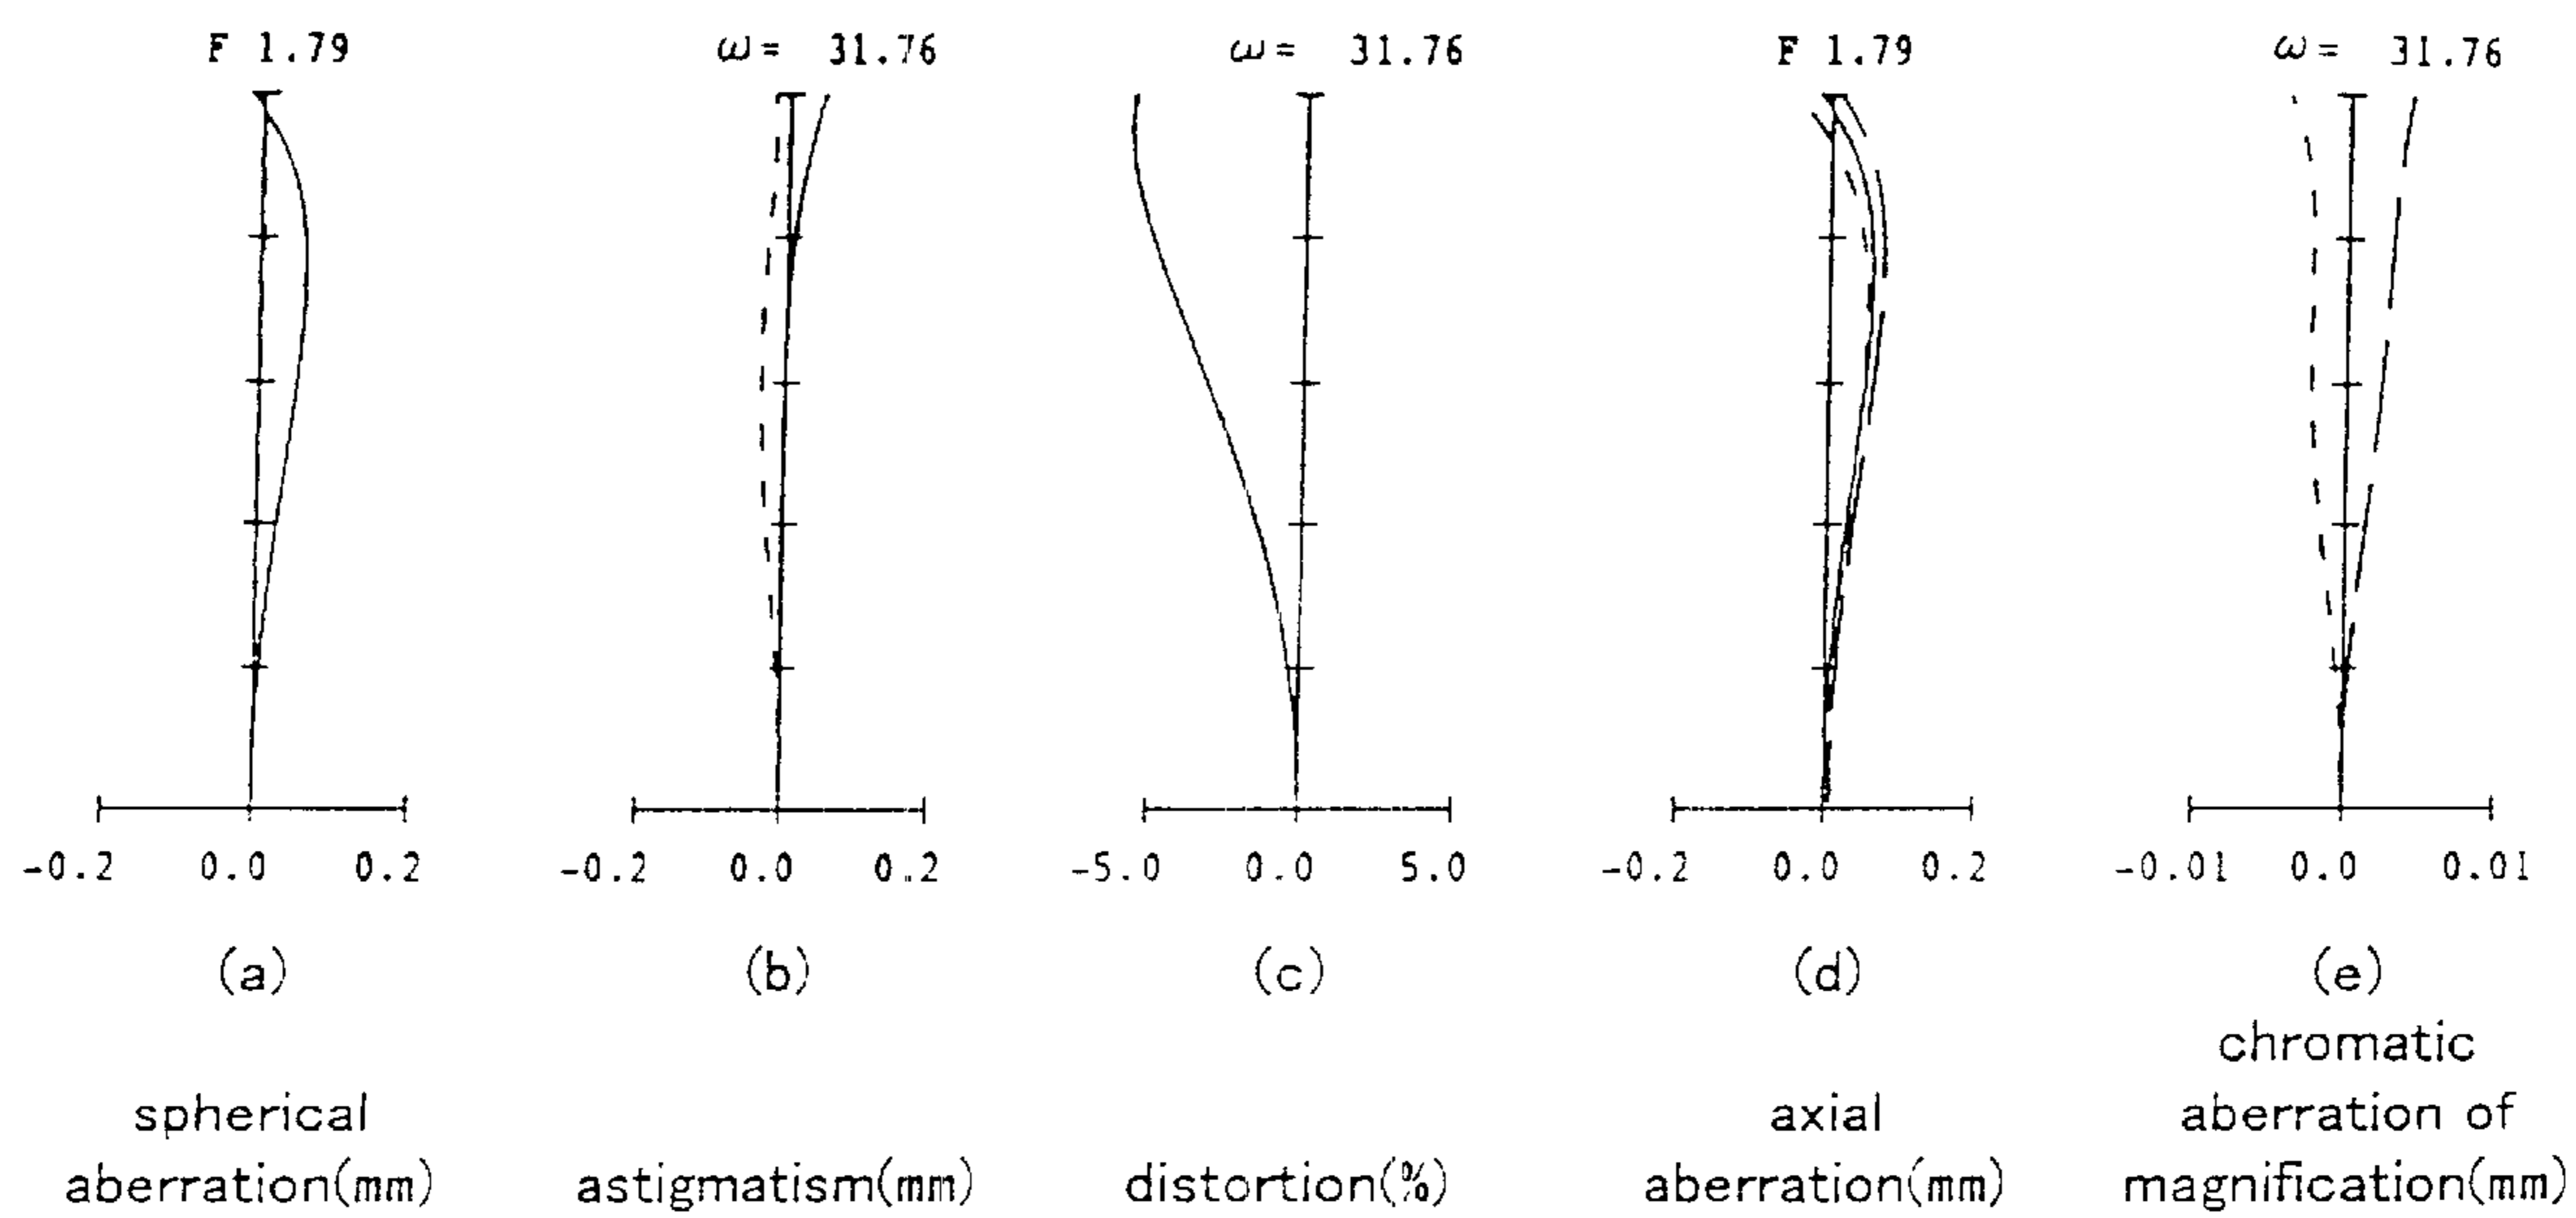 F 1.79
ω= 31.76
ω= 31.76
F 1.79
ω= 31.76
-0.2 0.0 0.2
-0.2 0.0 0.2
-5.0 0.0 5.0
-0.2 0.0 0.2
-0.01 0.0 0.01
(a)
(b)
(c)
(d)
(e)
spherical
aberration(mm)
astigmatism(mm)
distortion(%)
axial
aberration(mm)
chromatic
aberration of
magnification(mm)